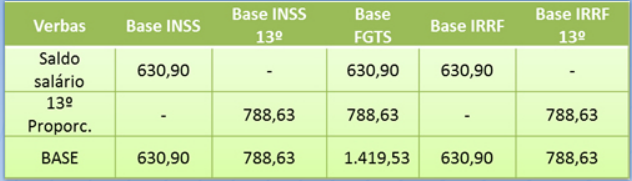 Verbas Base INSS Base INSS 13º Base FGTS Base IRRF Base IRRF 13º
Saldo salário 630,90 - 630,90 630,90 -
13º Proporc. - 788,63 788,63 - 788,63
BASE 630,90 788,63 1.419,53 630,90 788,63